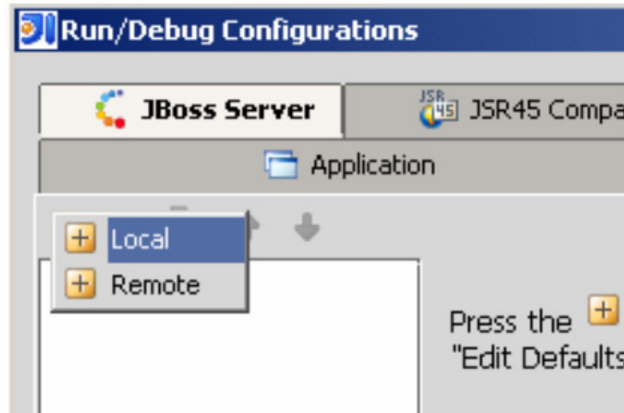 Run/Debug Configurations
JBoss Server
JSR 45 JSR45 Compa
Application
Local
Remote
Press the
"Edit Defaults